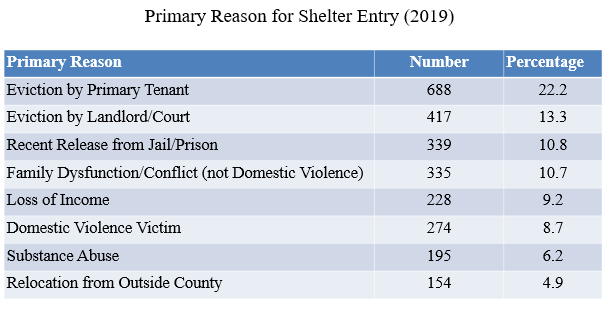 Primary Reason for Shelter Entry (2019)
Primary Reason Number Percentage
Eviction by Primary Tenant 688 22.2
Eviction by Landlord/Court 417 13.3
Recent Release from Jail/Prison 339 10.8
Family Dysfunction/Conflict (not Domestic Violence) 335 10.7
Loss of Income 228 9.2
Domestic Violence Victim 274 8.7
Substance Abuse 195 6.2
Relocation from Outside County 154 4.9